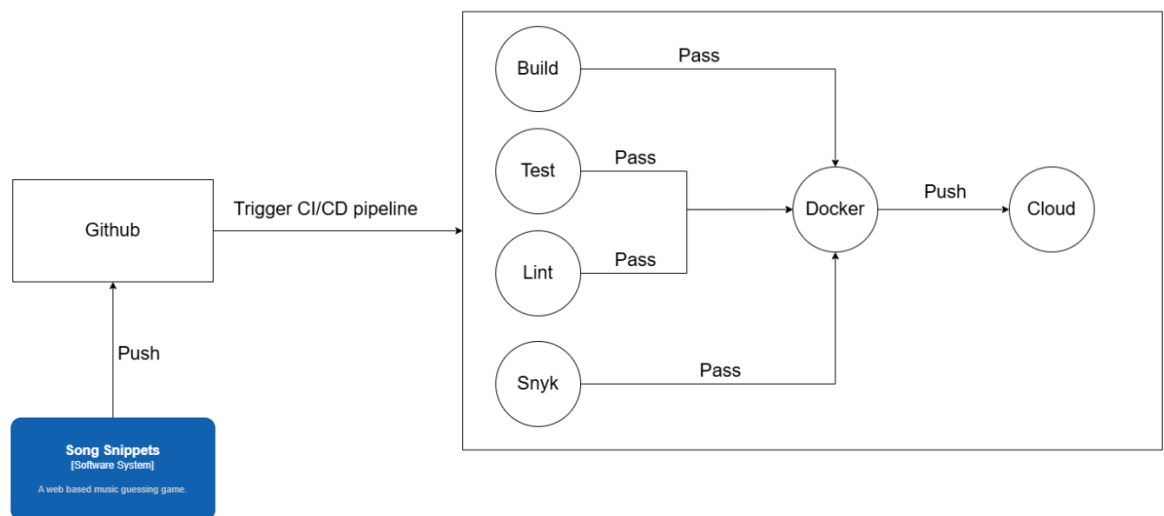 Build
Pass
Test
Pass
Github
Trigger CI/CD pipeline
Docker
Push
Cloud
Lint
Pass
Push
Snyk
Pass
Song Snippets
[Software System]
A web based music guessing game.